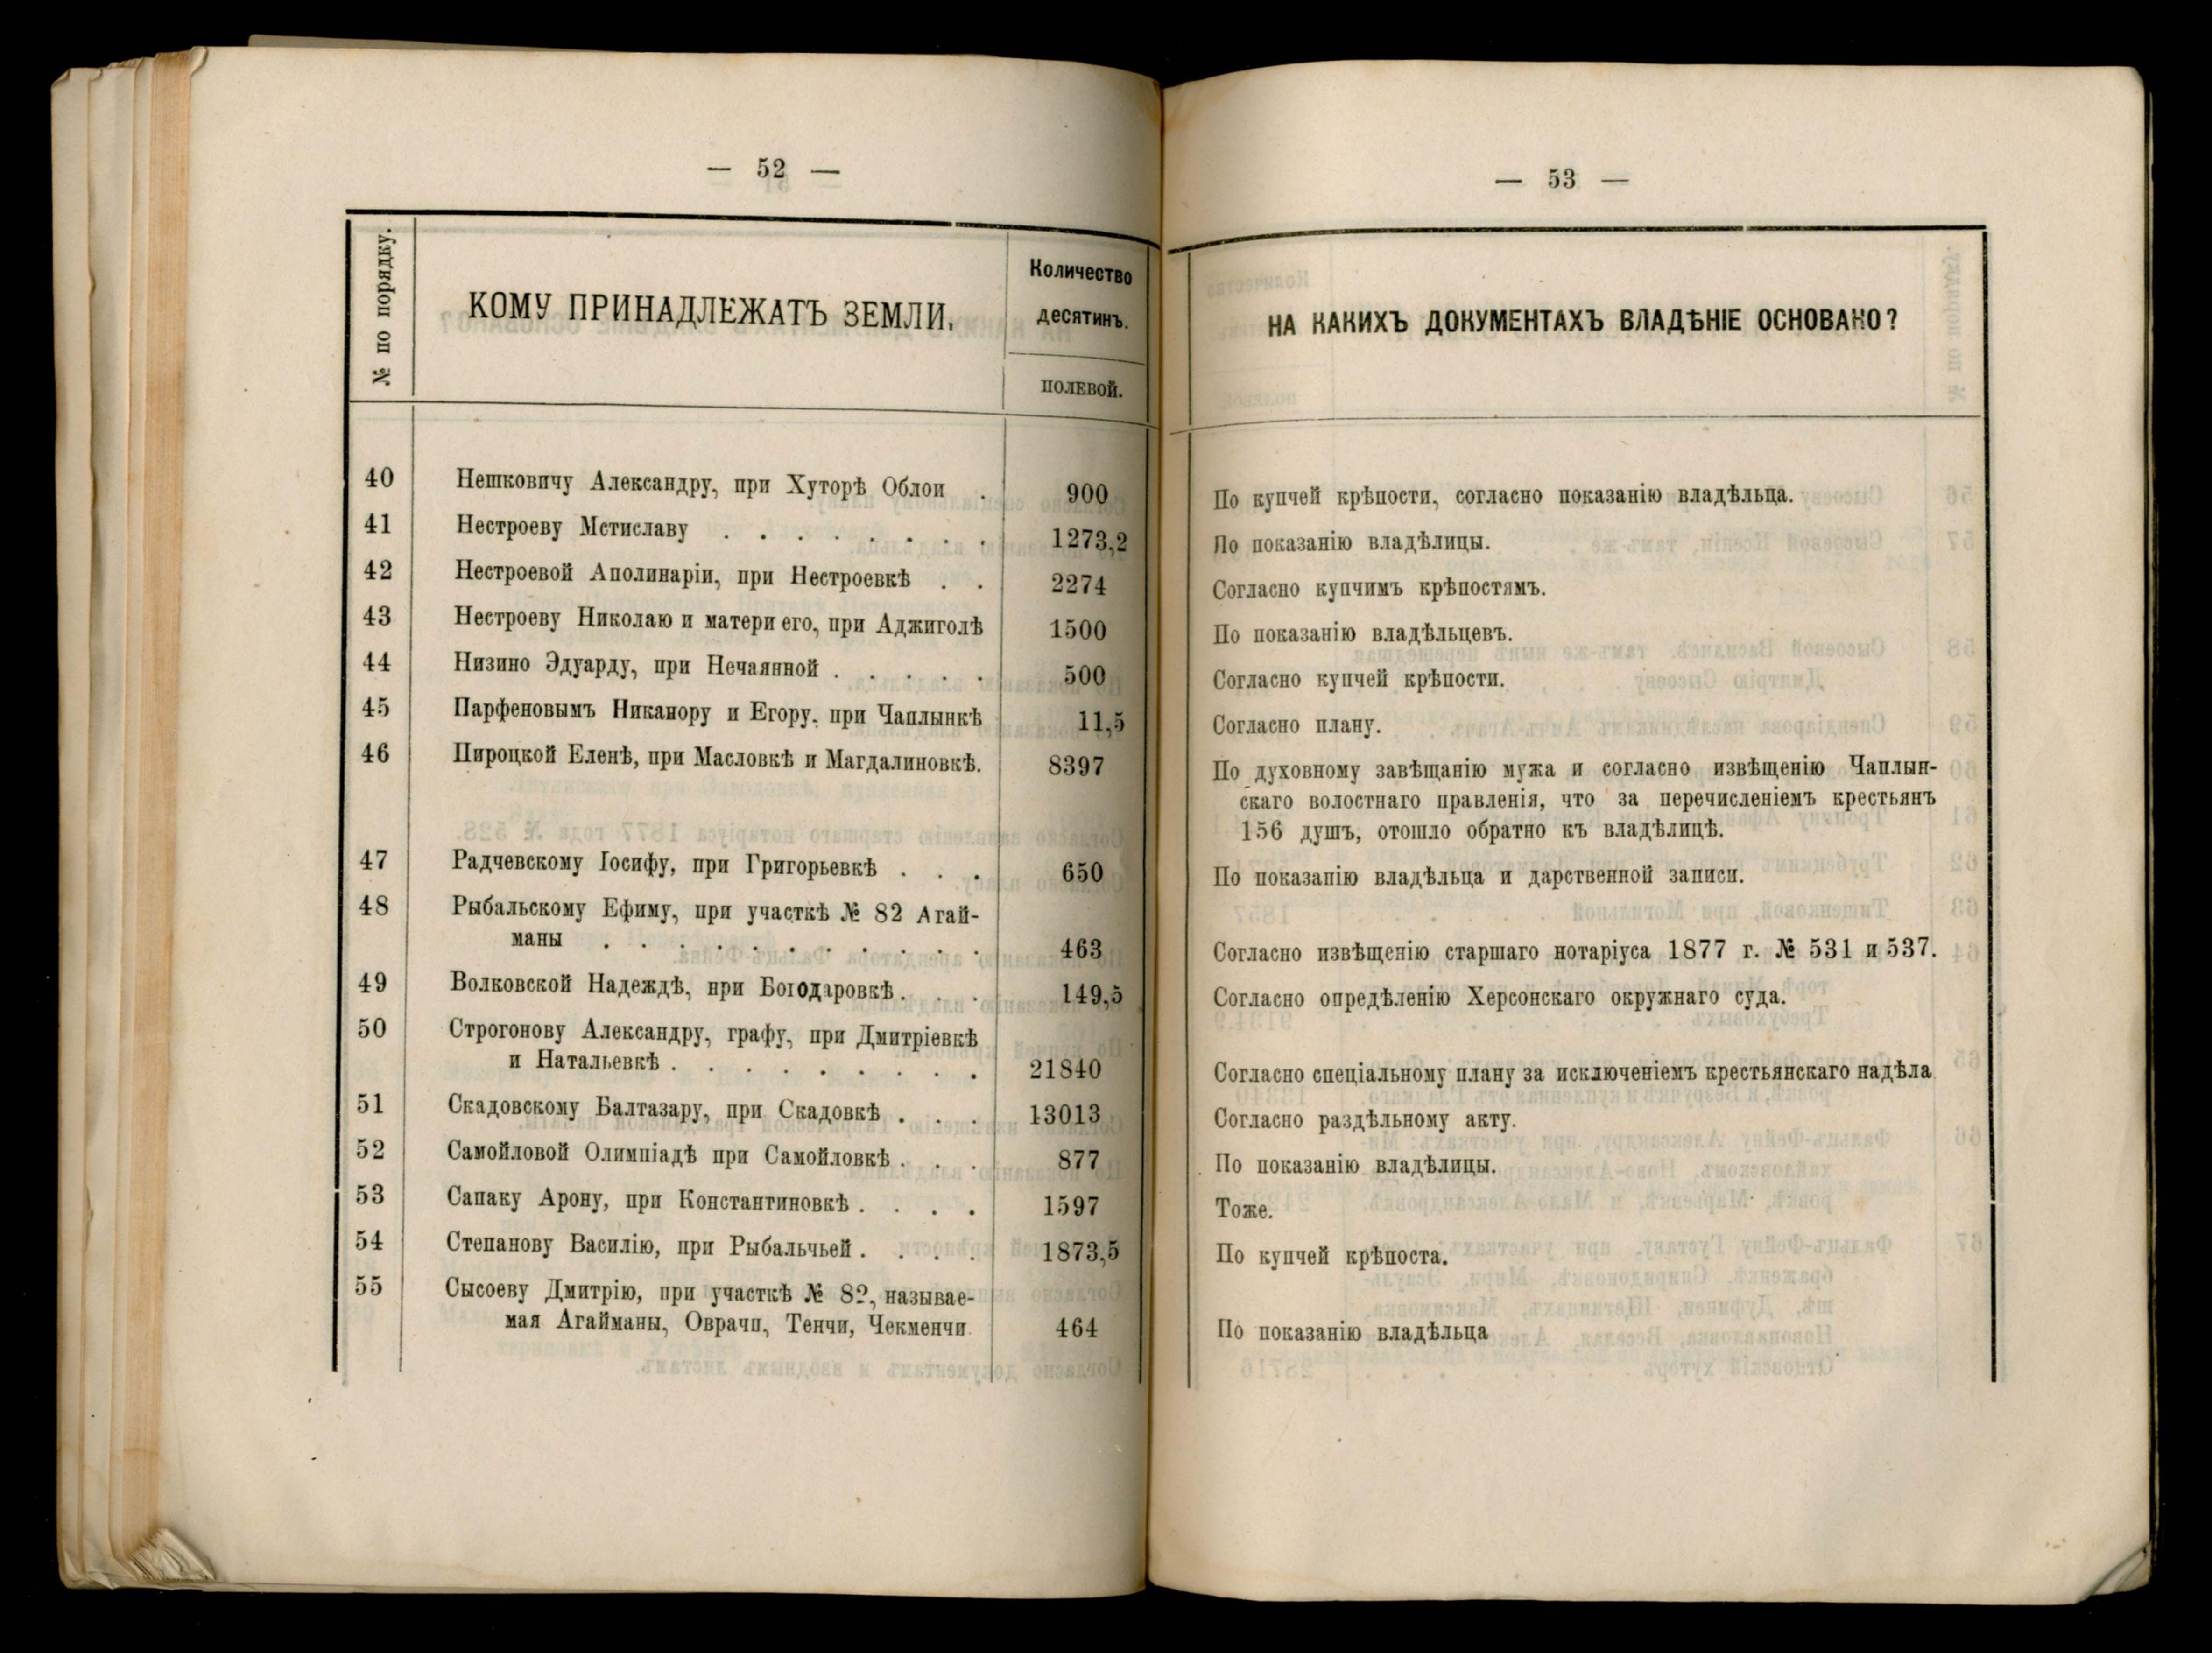 — 52 —
№ по порядку.
КОМУ ПРИНАДЛЕЖАТЪ ЗЕМЛИ.
Количество
десятинъ.
ПОЛЕВОЙ.
40 Нешковичу Александру, при Хуторѣ Облои . 900
41 Нестроеву Мстиславу . . . . . . . . 1273,2
42 Нестроевой Аполинаріи, при Нестроевкѣ . . 2274
43 Нестроеву Николаю и матери его, при Аджиголѣ 1500
44 Низино Эдуарду, при Нечаянной . . . . . 500
45 Парфеновымъ Никанору и Егору, при Чаплынкѣ 11,5
46 Пироцкой Еленѣ, при Масловкѣ и Магдалиновкѣ. 8397
47 Радчевскому Іосифу, при Григорьевкѣ . . . 650
48 Рыбальскому Ефиму, при участкѣ № 82 Агай-
маны . . . . . . . . . . . 463
49 Волковской Надеждѣ, при Богодаровкѣ . . . 149,5
50 Строгонову Александру, графу, при Дмитріевкѣ
и Натальевкѣ . . . . . . . . . 21840
51 Скадовскому Балтазару, при Скадовкѣ . . . 13013
52 Самойловой Олимпіадѣ при Самойловкѣ . . . 877
53 Сапаку Арону, при Константиновкѣ . . . . 1597
54 Степанову Василію, при Рыбальчьей . . . . 1873,5
55 Сысоеву Дмитрію, при участкѣ № 82, называе-
мая Агайманы, Оврачи, Тенчи, Чекменчи. 464
— 53 —
НА КАКИХЪ ДОКУМЕНТАХЪ ВЛАДѢНІЕ ОСНОВАНО?
По купчей крѣпости, согласно показанію владѣльца.
По показанію владѣлицы.
Согласно купчимъ крѣпостямъ.
По показанію владѣльцевъ.
Согласно купчей крѣпости.
Согласно плану.
По духовному завѣщанію мужа и согласно извѣщенію Чаплын-
скаго волостнаго правленія, что за перечисленіемъ крестьянъ
156 душъ, отошло обратно къ владѣлицѣ.
По показанію владѣльца и дарственной записи.
Согласно извѣщенію старшаго нотаріуса 1877 г. № 531 и 537.
Согласно опредѣленію Херсонскаго окружнаго суда.
Согласно спеціальному плану за исключеніемъ крестьянскаго надѣла
Согласно раздѣльному акту.
По показанію владѣлицы.
Тоже.
По купчей крѣпоста.
По показанію владѣльца